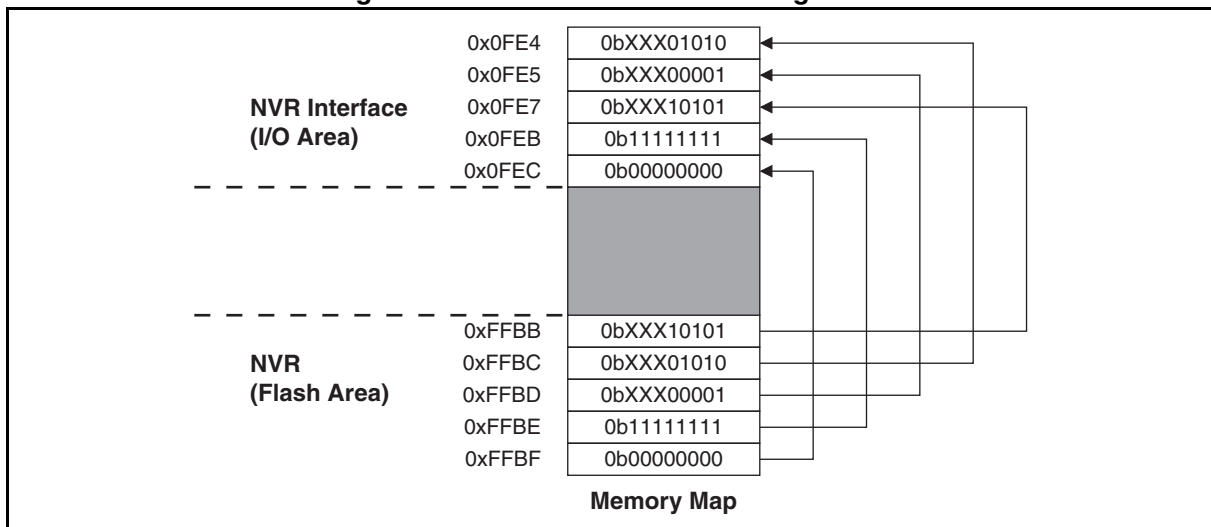 0x0FE4 0bXXX01010
0x0FE5 0bXXX00001
NVR Interface
(I/O Area)
0x0FE7 0bXXX10101
0x0FEB 0b11111111
0x0FEC 0b00000000
0xFFBB 0bXXX10101
NVR
(Flash Area)
0xFFBC 0bXXX01010
0xFFBD 0bXXX00001
0xFFBE 0b11111111
0xFFBF 0b00000000
Memory Map